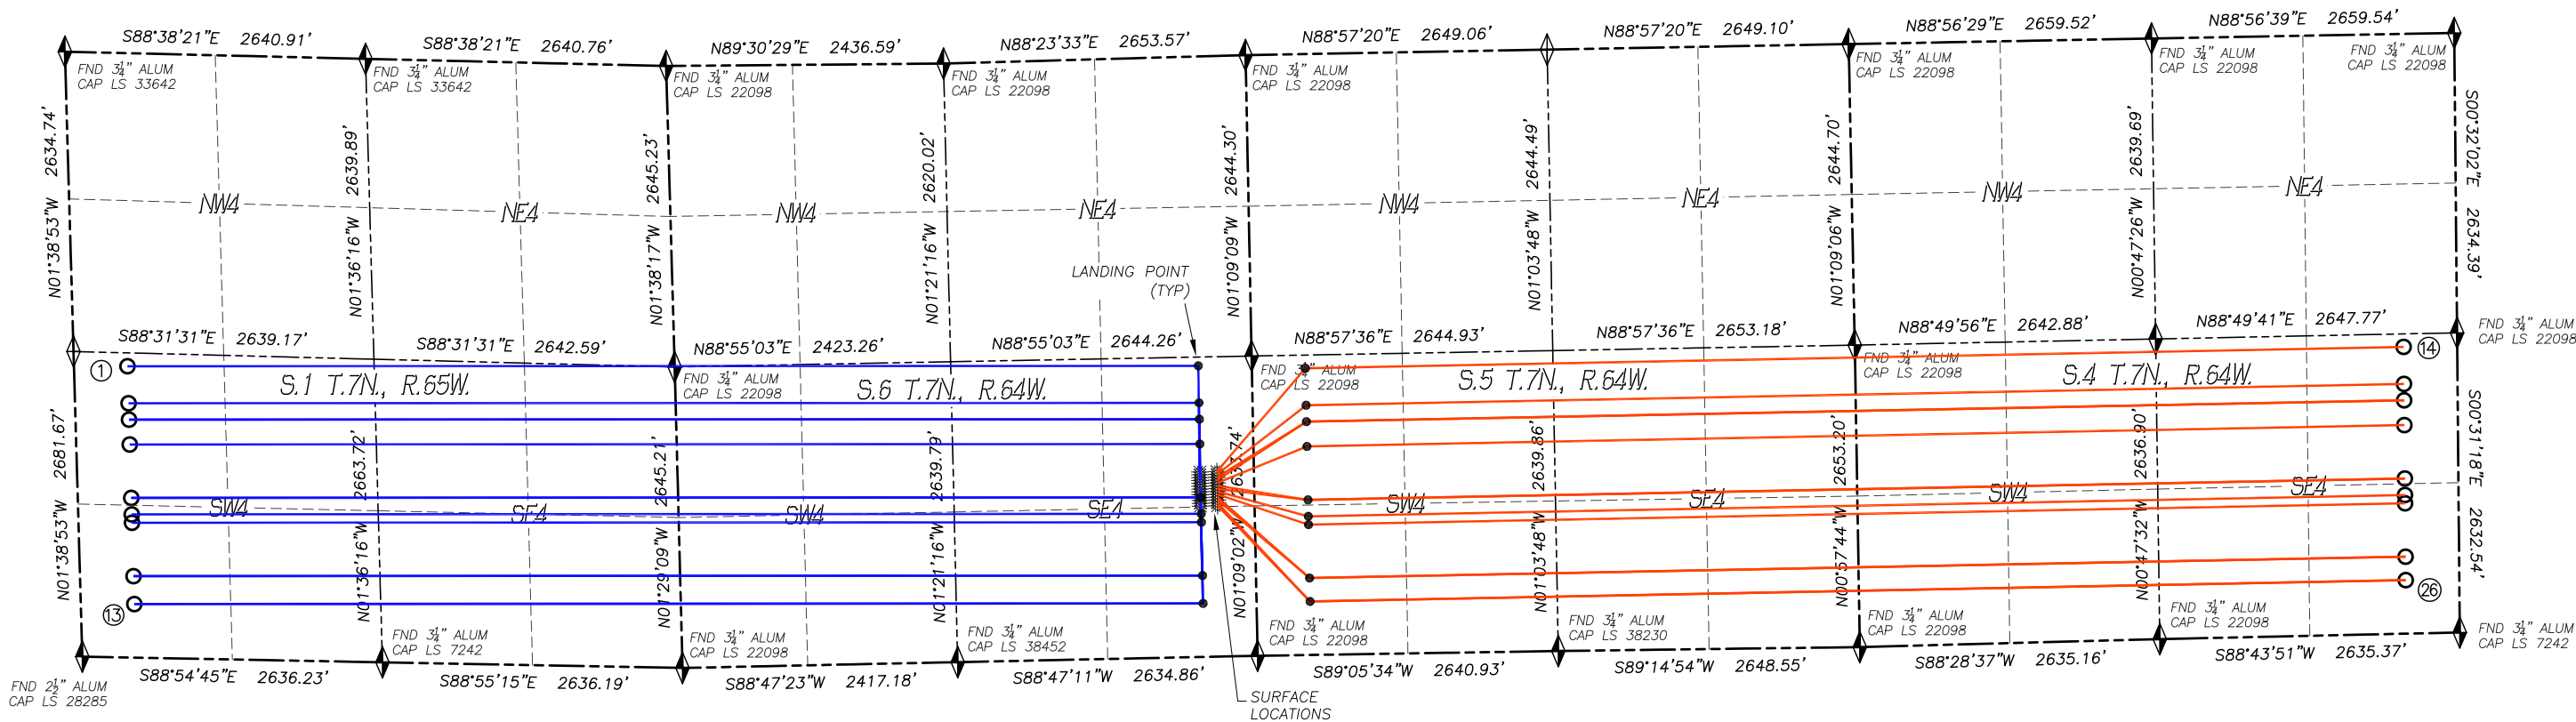 S88°38'21"E 2640.91'
S88°38'21"E 2640.76'
N89°30'29"E 2436.59'
N88°23'33"E 2653.57'
N88°57'20"E 2649.06'
N88°57'20"E 2649.10'
N88°56'29"E 2659.52'
N88°56'39"E 2659.54'
FND 3¼" ALUM
CAP LS 33642
FND 3¼" ALUM
CAP LS 33642
FND 3¼" ALUM
CAP LS 22098
FND 3¼" ALUM
CAP LS 22098
FND 3¼" ALUM
CAP LS 22098
FND 3¼" ALUM
CAP LS 22098
FND 3¼" ALUM
CAP LS 22098
FND 3¼" ALUM
CAP LS 22098
N01°38'53"W 2634.74'
N01°36'16"W 2639.89'
N01°38'17"W 2645.23'
N01°21'16"W 2620.02'
N01°09'09"W 2644.30'
N01°03'48"W 2644.49'
N01°09'06"W 2644.70'
N00°47'26"W 2639.69'
S00°32'02"E 2634.39'
NW4
NE4
NW4
NE4
NW4
NE4
NW4
NE4
LANDING POINT
(TYP)
S88°31'31"E 2639.17'
S88°31'31"E 2642.59'
N88°55'03"E 2423.26'
N88°55'03"E 2644.26'
N88°57'36"E 2644.93'
N88°57'36"E 2653.18'
N88°49'56"E 2642.88'
N88°49'41"E 2647.77'
FND 3¼" ALUM
CAP LS 22098
FND 3¼" ALUM
CAP LS 22098
FND 3¼" ALUM
CAP LS 22098
FND 3¼" ALUM
CAP LS 22098
1
14
S.1 T.7N., R.65W.
S.6 T.7N., R.64W.
S.5 T.7N., R.64W.
S.4 T.7N., R.64W.
N01°38'53"W 2681.67'
N01°36'16"W 2663.72'
N01°29'09"W 2645.21'
N01°21'16"W 2639.79'
N01°09'02"W 2633.74'
N01°03'48"W 2639.86'
N00°57'44"W 2653.20'
N00°47'32"W 2636.90'
S00°31'18"E 2632.54'
SW4
SE4
SW4
SE4
SW4
SE4
SW4
SE4
13
26
FND 2½" ALUM
CAP LS 28285
FND 3¼" ALUM
CAP LS 7242
FND 3¼" ALUM
CAP LS 22098
FND 3¼" ALUM
CAP LS 38452
FND 3¼" ALUM
CAP LS 22098
FND 3¼" ALUM
CAP LS 38230
FND 3¼" ALUM
CAP LS 22098
FND 3¼" ALUM
CAP LS 22098
FND 3¼" ALUM
CAP LS 7242
S88°54'45"E 2636.23'
S88°55'15"E 2636.19'
S88°47'23"W 2417.18'
S88°47'11"W 2634.86'
S89°05'34"W 2640.93'
S89°14'54"W 2648.55'
S88°28'37"W 2635.16'
S88°43'51"W 2635.37'
SURFACE
LOCATIONS